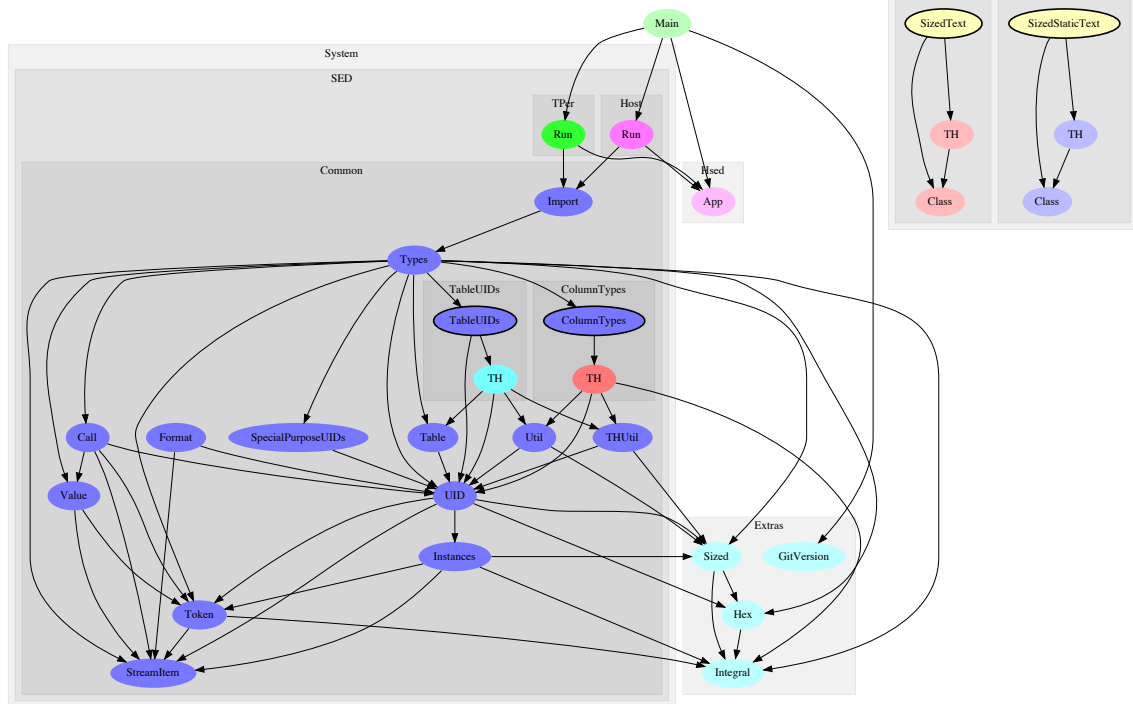 Main
SizedText
SizedStaticText
System
SED
TPer
Host
Run
Run
TH
TH
Common
Hsed
Import
App
Class
Class
Types
TableUIDs
ColumnTypes
TableUIDs
ColumnTypes
TH
TH
Call
Format
SpecialPurposeUIDs
Table
Util
THUtil
Value
UID
Extras
Instances
Sized
GitVersion
Token
Hex
StreamItem
Integral